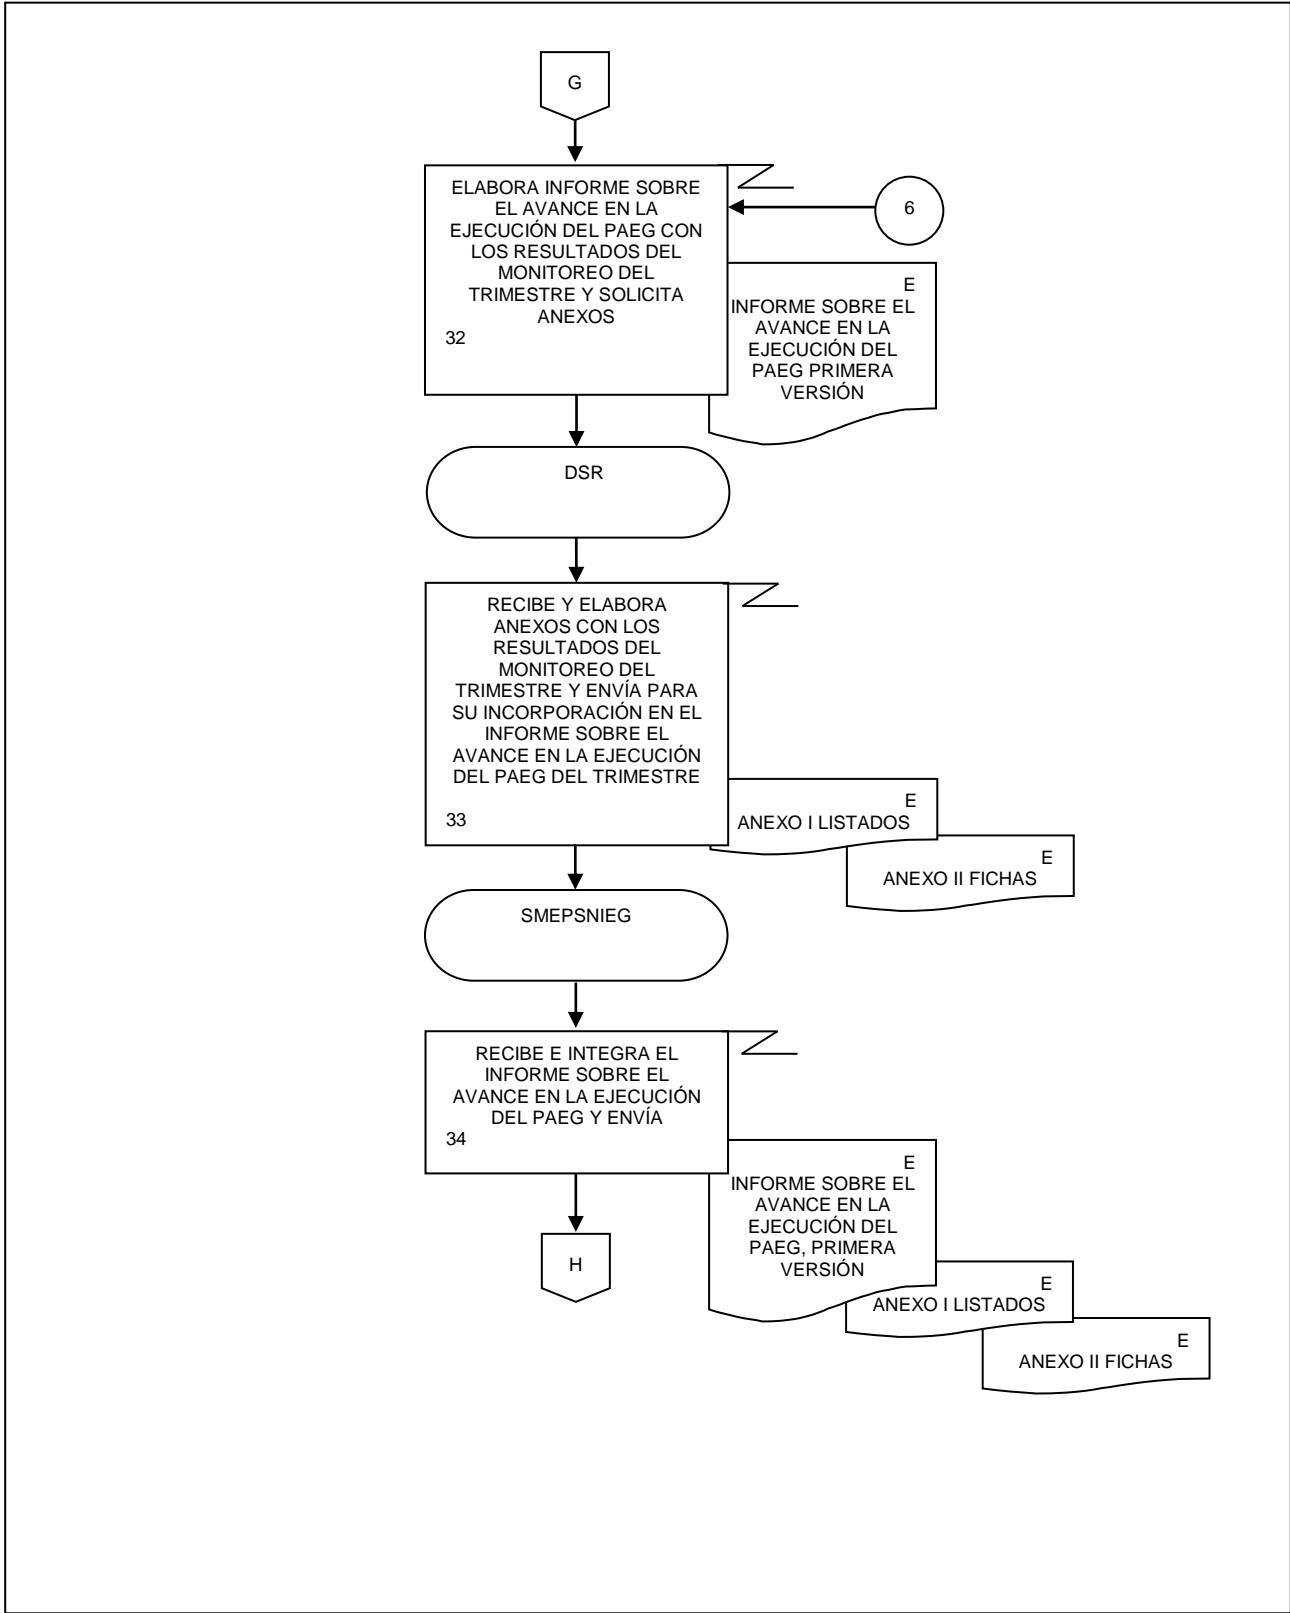 G
ELABORA INFORME SOBRE
EL AVANCE EN LA
EJECUCIÓN DEL PAEG CON
LOS RESULTADOS DEL
MONITOREO DEL
TRIMESTRE Y SOLICITA
ANEXOS
32
6
E
INFORME SOBRE EL
AVANCE EN LA
EJECUCIÓN DEL
PAEG PRIMERA
VERSIÓN
DSR
RECIBE Y ELABORA
ANEXOS CON LOS
RESULTADOS DEL
MONITOREO DEL
TRIMESTRE Y ENVÍA PARA
SU INCORPORACIÓN EN EL
INFORME SOBRE EL
AVANCE EN LA EJECUCIÓN
DEL PAEG DEL TRIMESTRE
33
E
ANEXO I LISTADOS
E
ANEXO II FICHAS
SMEPSNIEG
RECIBE E INTEGRA EL
INFORME SOBRE EL
AVANCE EN LA EJECUCIÓN
DEL PAEG Y ENVÍA
34
E
INFORME SOBRE EL
AVANCE EN LA
EJECUCIÓN DEL
PAEG, PRIMERA
VERSIÓN
E
ANEXO I LISTADOS
E
ANEXO II FICHAS
H